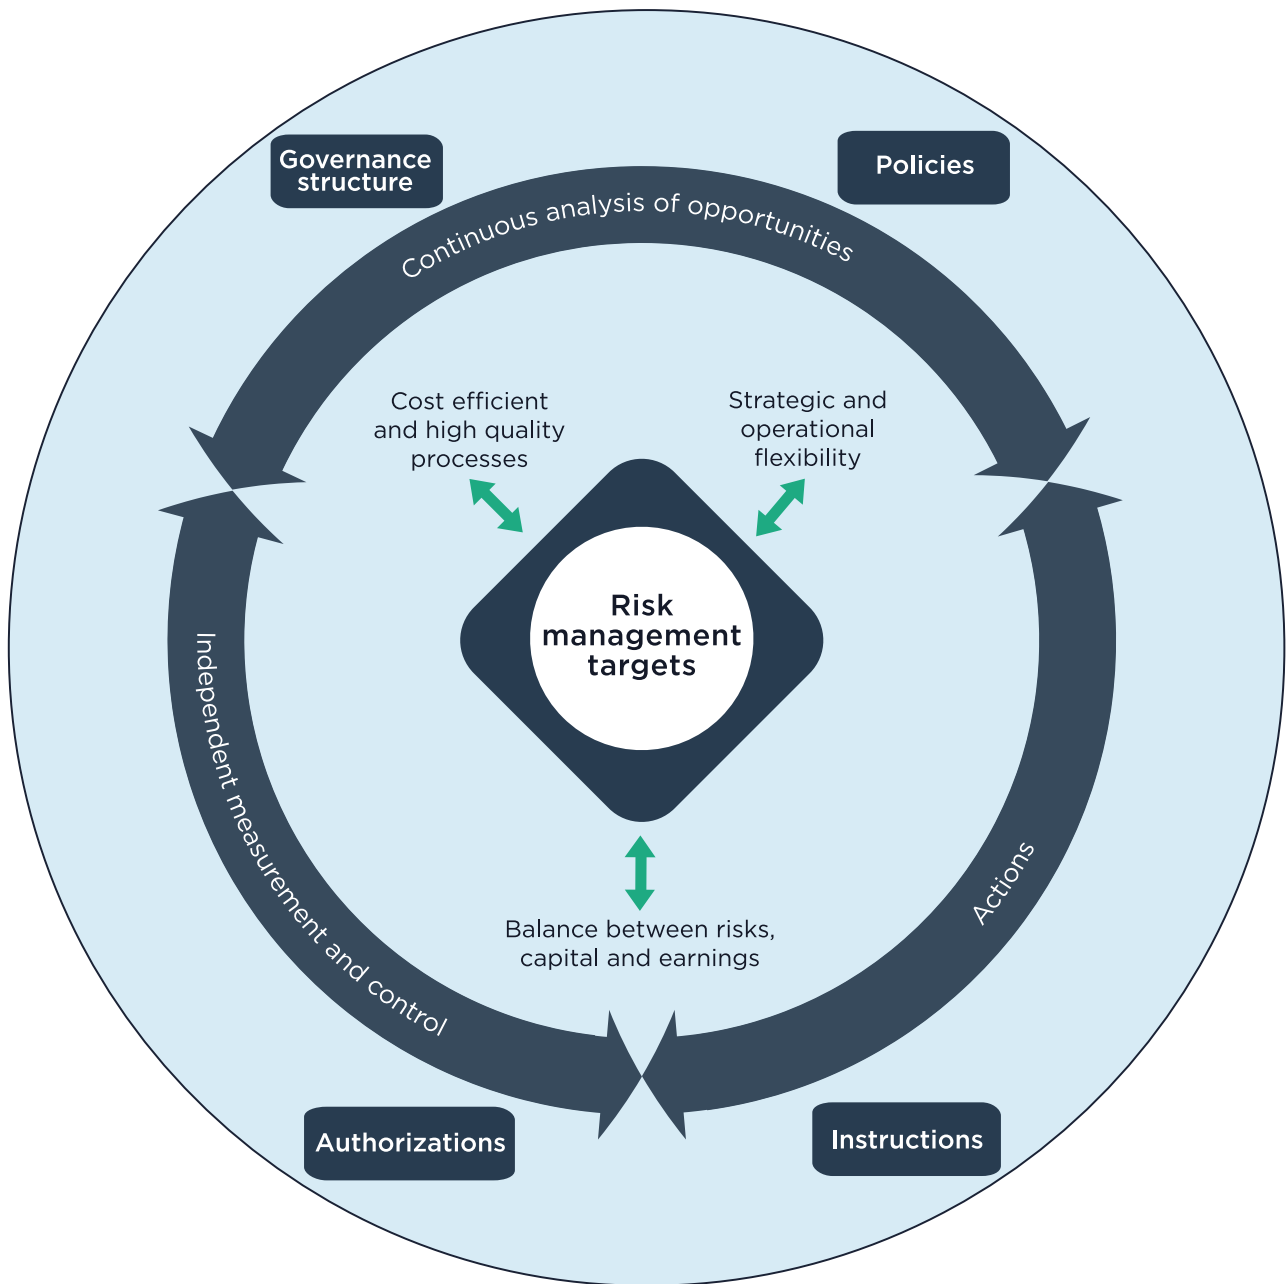 Governance
structure
Policies
Continuous analysis of opportunities
Cost efficient
and high quality
processes
Strategic and
operational
flexibility
Risk
management
targets
Independent measurement and control
Actions
Balance between risks,
capital and earnings
Authorizations
Instructions